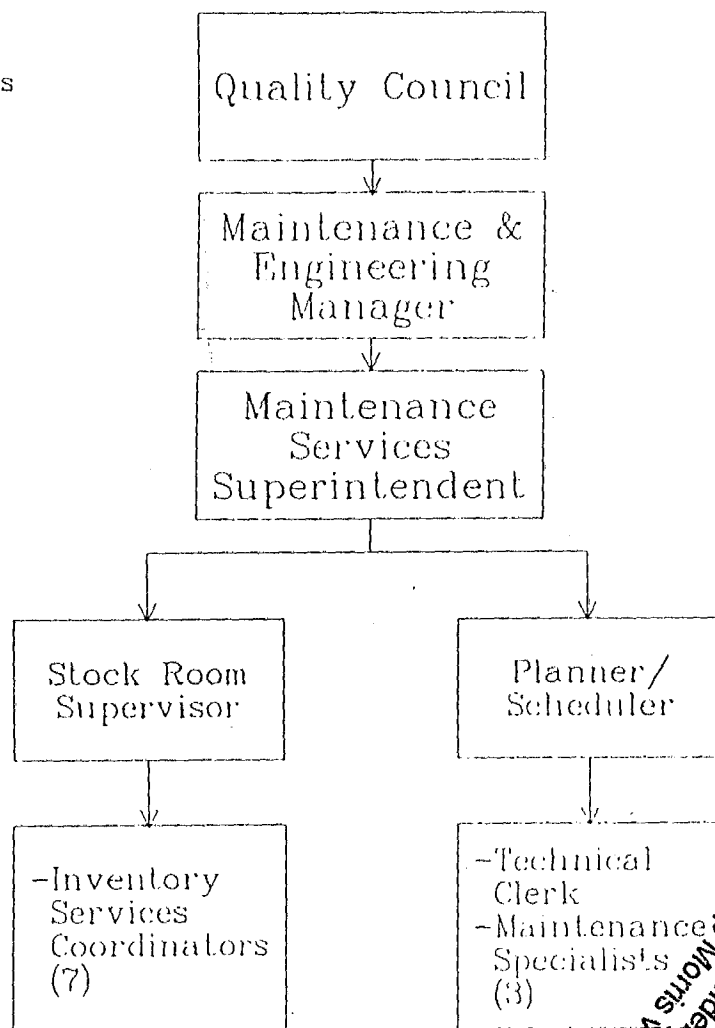 s
Quality Council
Maintenance &
Engineering
Manager
Maintenance
Services
Superintendent
Stock Room
Supervisor
Planner/
Scheduler
-Inventory
Services
Coordinators
(7)
-Technical
Clerk
-Maintenance
Specialists
(3)
Morris